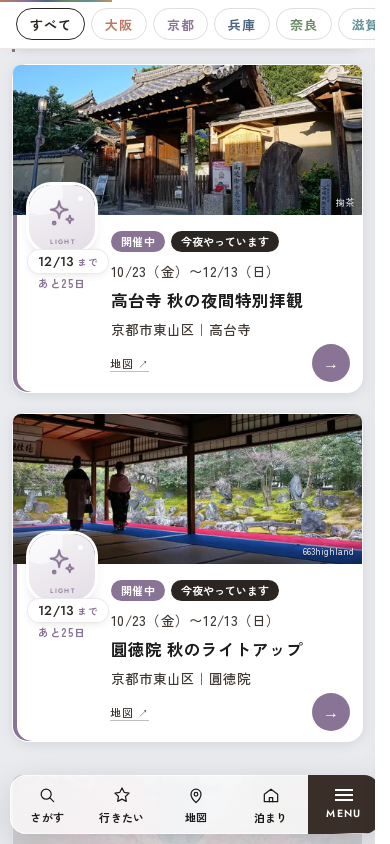 すべて
大阪
京都
兵庫
奈良
滋賀
掬茶
LIGHT
12/13 まで
あと25日
開催中
今夜やっています
10/23（金）〜12/13（日）
高台寺 秋の夜間特別拝観
京都市東山区｜高台寺
地図 ↗
→
663highland
LIGHT
12/13 まで
あと25日
開催中
今夜やっています
10/23（金）〜12/13（日）
圓徳院 秋のライトアップ
京都市東山区｜圓徳院
地図 ↗
→
さがす
行きたい
地図
泊まり
MENU